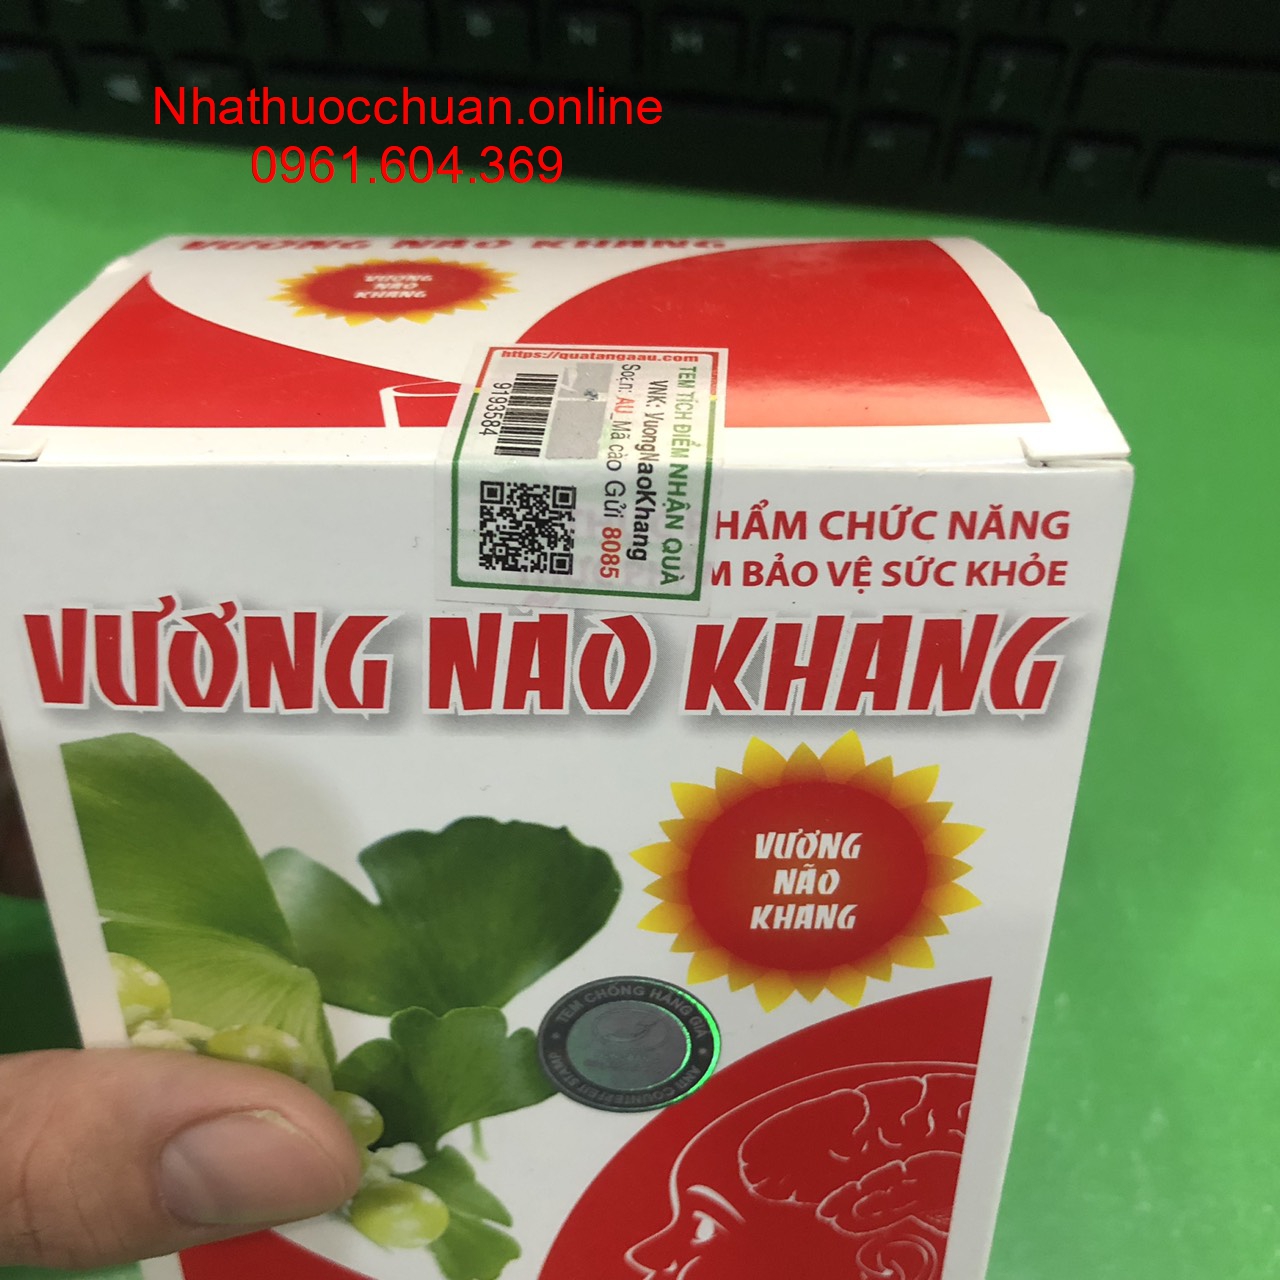 Nhathuocchuan.online
0961.604.369
VƯƠNG NÃO KHANG
VƯƠNG
NÃO
KHANG
https://quatangaau.com
TEM TÍCH ĐIỂM NHẬN QUÀ
VNK: VuongNaoKhang
Soạn: AU_Mã cào Gửi 8085
9193584
HẨM CHỨC NĂNG
M BẢO VỆ SỨC KHỎE
VƯƠNG NÃO KHANG
VƯƠNG
NÃO
KHANG
TEM CHỐNG HÀNG GIẢ
ANTI COUNTERFEIT STAMP